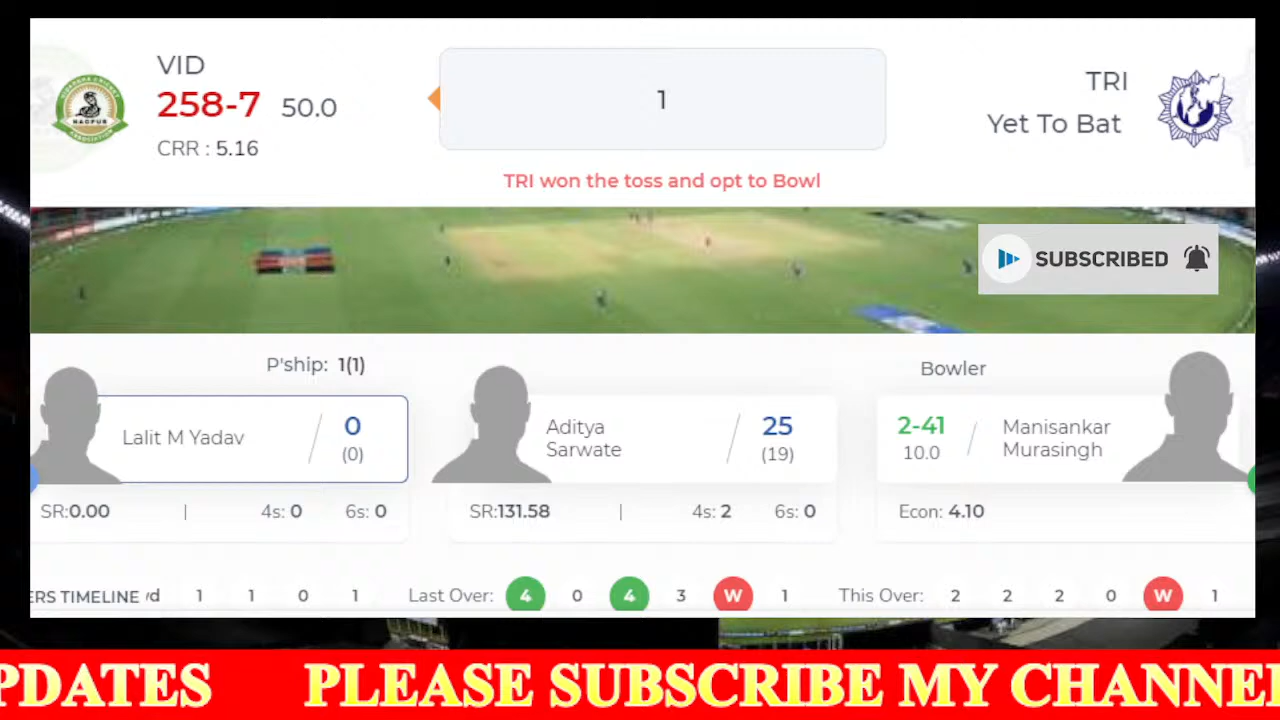 VID
258-7 50.0
CRR : 5.16
1
TRI
Yet To Bat
TRI won the toss and opt to Bowl
NAGPUR
SUBSCRIBED
P'ship: 1(1)
Lalit M Yadav 0 (0)
SR:0.00 | 4s: 0 6s: 0
Aditya Sarwate 25 (19)
SR:131.58 | 4s: 2 6s: 0
Bowler
2-41 10.0 Manisankar Murasingh
Econ: 4.10
ERS TIMELINE 1 1 0 1 Last Over: 4 0 4 3 W 1 This Over: 2 2 2 0 W 1
PDATES PLEASE SUBSCRIBE MY CHANNEL